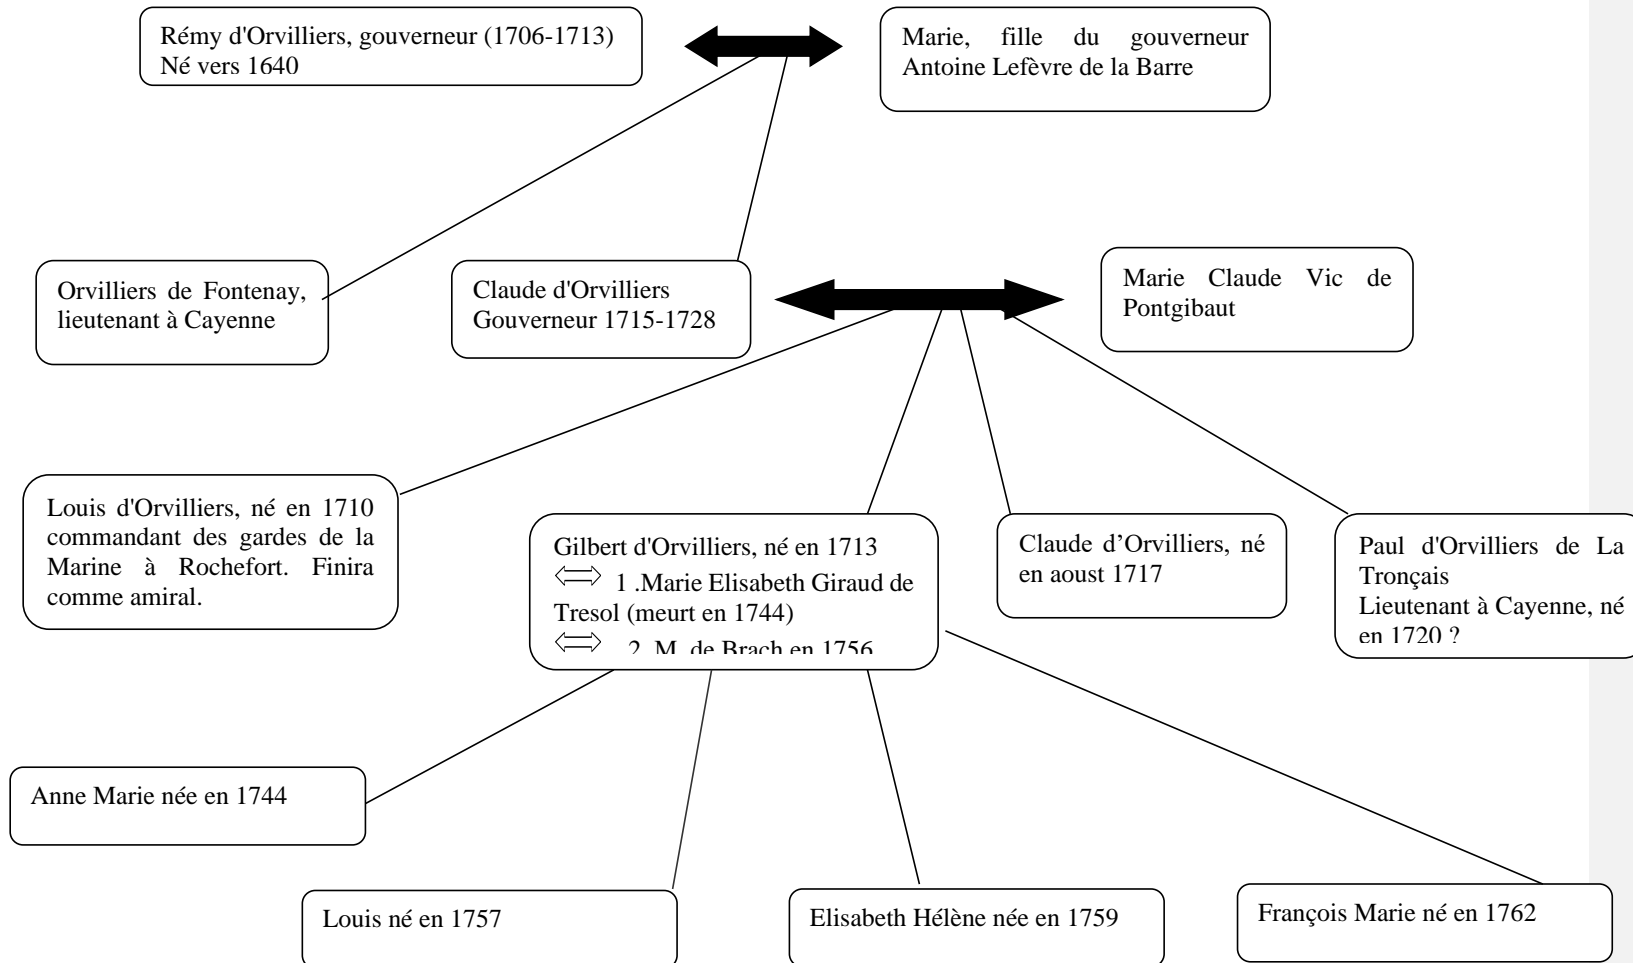 Rémy d'Orvilliers, gouverneur (1706-1713)
Né vers 1640
Marie, fille du gouverneur
Antoine Lefèvre de la Barre
Orvilliers de Fontenay,
lieutenant à Cayenne
Claude d'Orvilliers
Gouverneur 1715-1728
Marie Claude Vic de
Pontgibaut
Louis d'Orvilliers, né en 1710
commandant des gardes de la
Marine à Rochefort. Finira
comme amiral.
Gilbert d'Orvilliers, né en 1713
1 .Marie Elisabeth Giraud de
Tresol (meurt en 1744)
2. M. de Brach en 1756
Claude d’Orvilliers, né
en aoust 1717
Paul d'Orvilliers de La
Tronçais
Lieutenant à Cayenne, né
en 1720 ?
Anne Marie née en 1744
Louis né en 1757
Elisabeth Hélène née en 1759
François Marie né en 1762